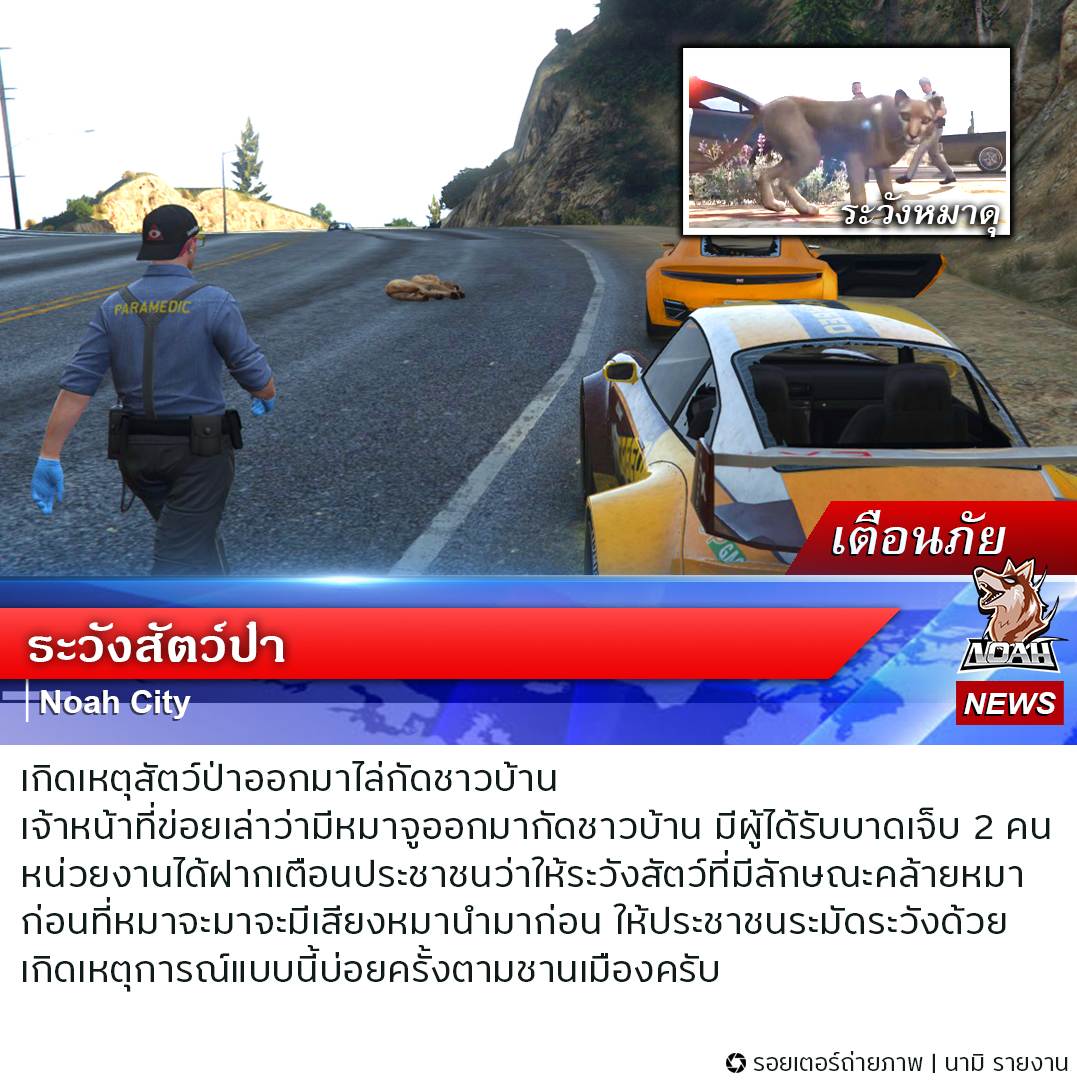 ระวังหมาดุ
PARAMEDIC
เตือนภัย
ระวังสัตว์ป่า
Noah City
NOAH
NEWS
เกิดเหตุสัตว์ป่าออกมาไล่กัดชาวบ้าน
เจ้าหน้าที่ข่อยเล่าว่ามีหมาจูออกมากัดชาวบ้าน มีผู้ได้รับบาดเจ็บ 2 คน
หน่วยงานได้ฝากเตือนประชาชนว่าให้ระวังสัตว์ที่มีลักษณะคล้ายหมา
ก่อนที่หมาจะมาจะมีเสียงหมานำมาก่อน ให้ประชาชนระมัดระวังด้วย
เกิดเหตุการณ์แบบนี้บ่อยครั้งตามชานเมืองครับ
รอยเตอร์ถ่ายภาพ | นามิ รายงาน